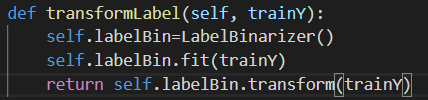 def transformLabel(self, trainY):
    self.labelBin=LabelBinarizer()
    self.labelBin.fit(trainY)
    return self.labelBin.transform(trainY)